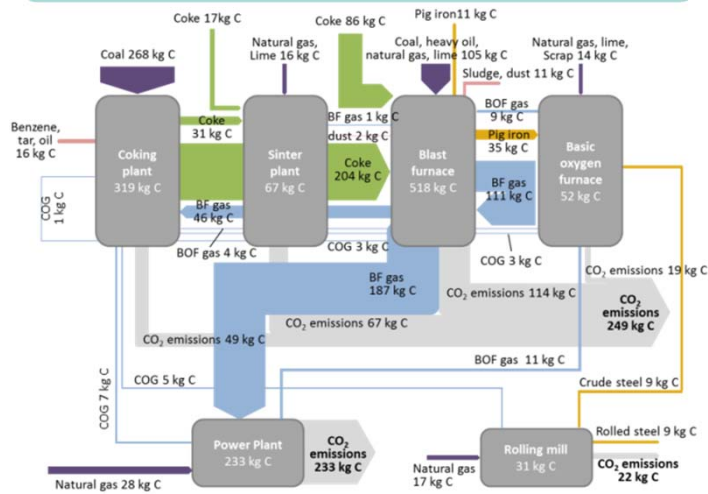 Coke 17kg C
Coke 86 kg C
Pig iron11 kg C
Coal 268 kg C
Natural gas,
Lime 16 kg C
Coal, heavy oil,
natural gas, lime 105 kg C
Natural gas, lime,
Scrap 14 kg C
Sludge, dust 11 kg C
Benzene,
tar, oil
16 kg C
Coke
31 kg C
BF gas 1 kg C
dust 2 kg C
BOF gas
9 kg C
Pig iron
35 kg C
Coking
plant
319 kg C
Sinter
plant
67 kg C
Coke
204 kg C
Blast
furnace
518 kg C
BF gas
111 kg C
Basic
oxygen
furnace
52 kg C
COG
1 kg C
BF gas
46 kg C
BOF gas 4 kg C
COG 3 kg C
COG 3 kg C
BF gas
187 kg C
CO₂ emissions 19 kg C
CO₂ emissions 114 kg C
CO₂
emissions
249 kg C
CO₂ emissions 67 kg C
CO₂ emissions 49 kg C
BOF gas 11 kg C
COG 7 kg C
COG 5 kg C
Crude steel 9 kg C
Power Plant
233 kg C
CO₂
emissions
233 kg C
Rolling mill
31 kg C
Rolled steel 9 kg C
CO₂ emissions
22 kg C
Natural gas 28 kg C
Natural gas
17 kg C